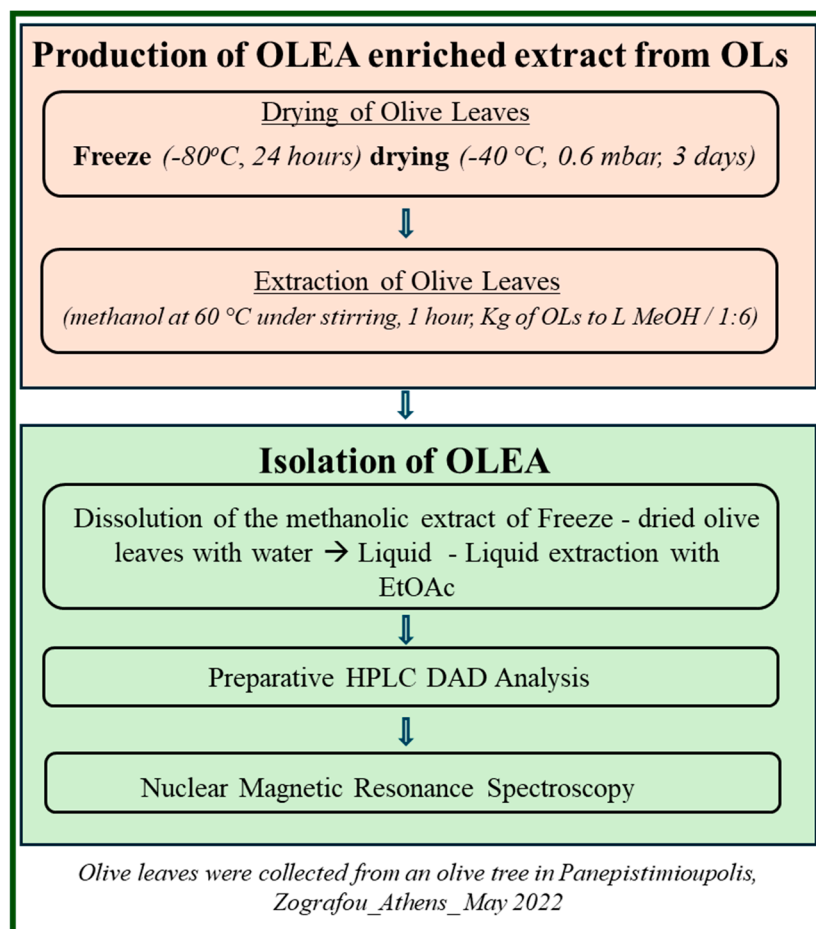 Production of OLEA enriched extract from OLs
Drying of Olive Leaves
Freeze (-80°C, 24 hours) drying (-40 °C, 0.6 mbar, 3 days)
Extraction of Olive Leaves
(methanol at 60 °C under stirring, 1 hour, Kg of OLs to L MeOH / 1:6)
Isolation of OLEA
Dissolution of the methanolic extract of Freeze - dried olive
leaves with water → Liquid - Liquid extraction with
EtOAc
Preparative HPLC DAD Analysis
Nuclear Magnetic Resonance Spectroscopy
Olive leaves were collected from an olive tree in Panepistimioupolis,
Zografou_Athens_May 2022